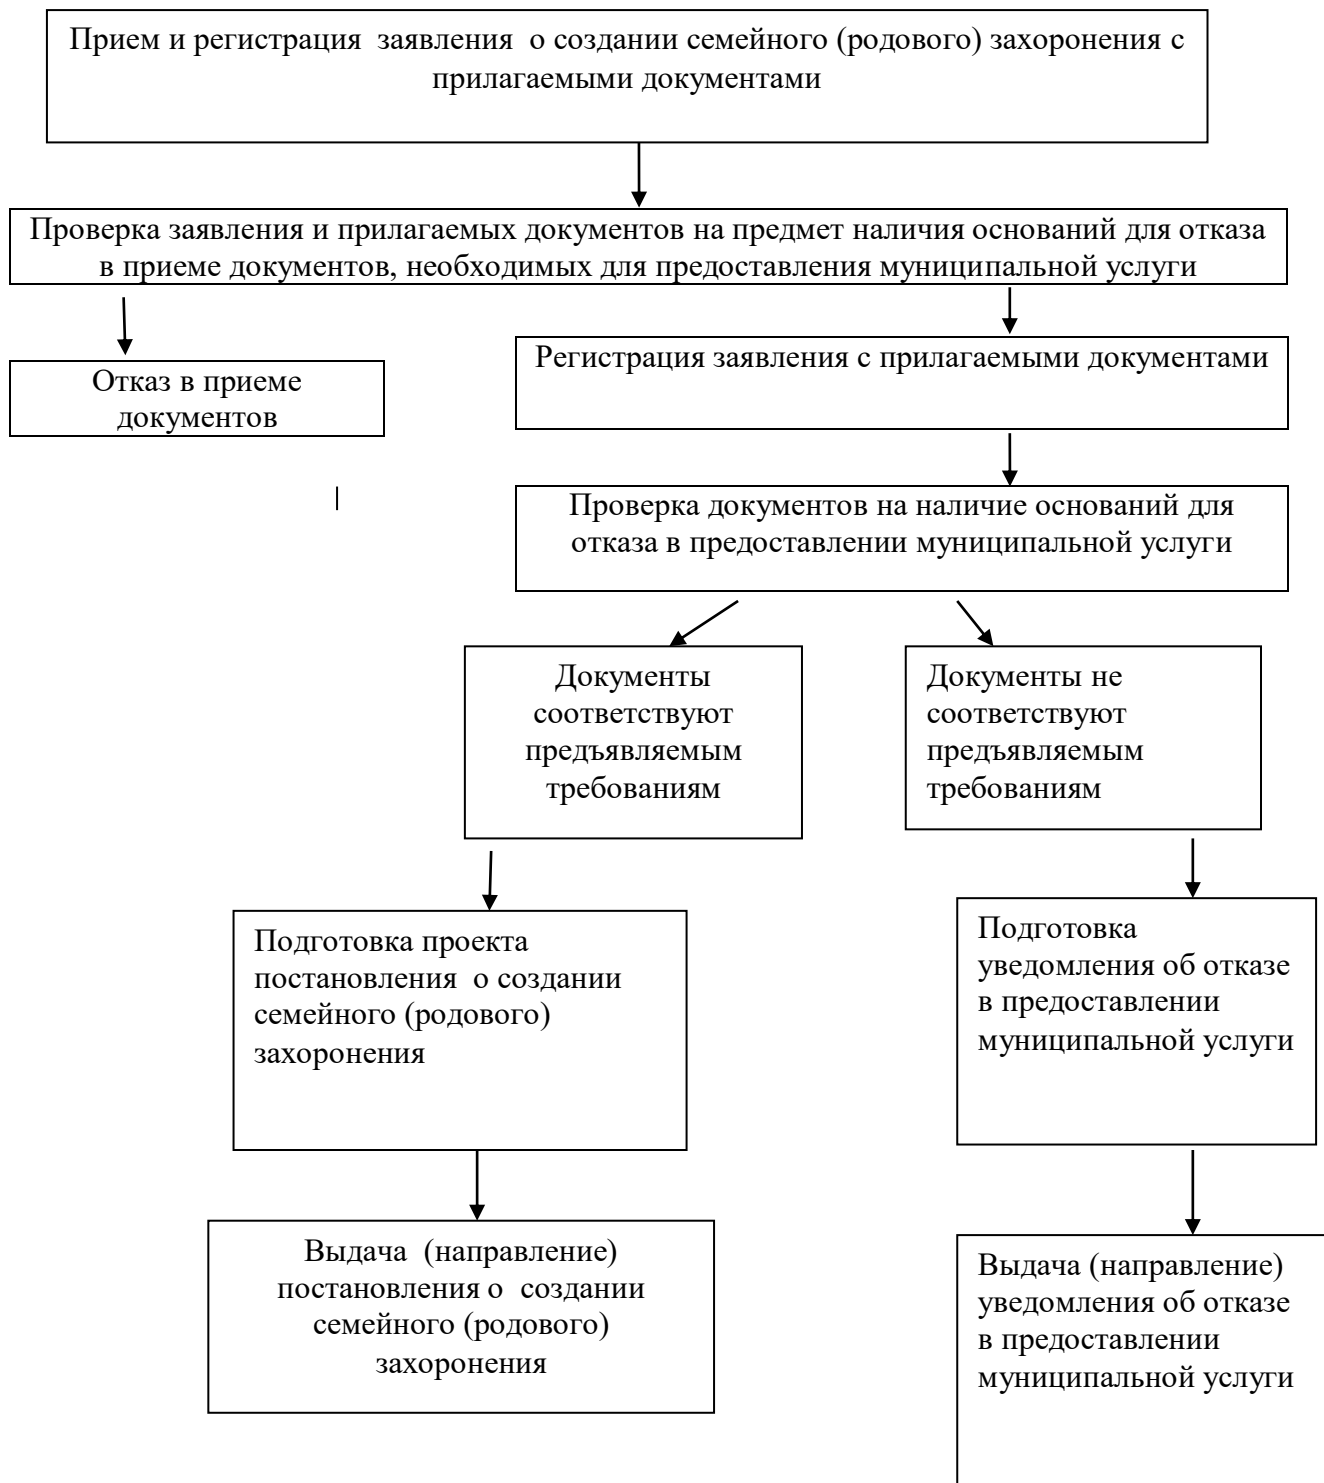 Прием и регистрация  заявления  о создании семейного (родового) захоронения с
прилагаемыми документами
Проверка заявления и прилагаемых документов на предмет наличия оснований для отказа
в приеме документов, необходимых для предоставления муниципальной услуги
Отказ в приеме
документов
Регистрация заявления с прилагаемыми документами
Проверка документов на наличие оснований для
отказа в предоставлении муниципальной услуги
Документы
соответствуют
предъявляемым
требованиям
Документы не
соответствуют
предъявляемым
требованиям
Подготовка проекта
постановления  о создании
семейного (родового)
захоронения
Подготовка
уведомления об отказе
в предоставлении
муниципальной услуги
Выдача  (направление)
постановления о  создании
семейного (родового)
захоронения
Выдача (направление)
уведомления об отказе
в предоставлении
муниципальной услуги